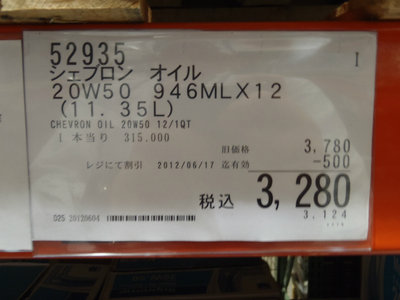 52935
シェブロン オイル
20W50 946MLX12
(11.35L)
CHEVRON OIL 20W50 12/1QT
1本当り 315.000
旧価格 3,780
レジにて割引 2012/06/17 迄有効 -500
税込 3,280
3.124
025 20120604